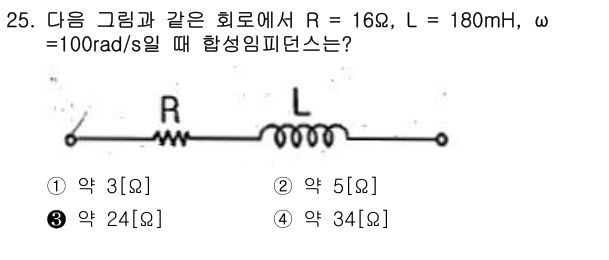 25. 다음 그림과 같은 회로에서 R = 16Ω, L = 180mH, ω
=100rad/s일 때 합성임피던스는?
R L
① 약 3[Ω] ② 약 5[Ω]
❸ 약 24[Ω] ④ 약 34[Ω]